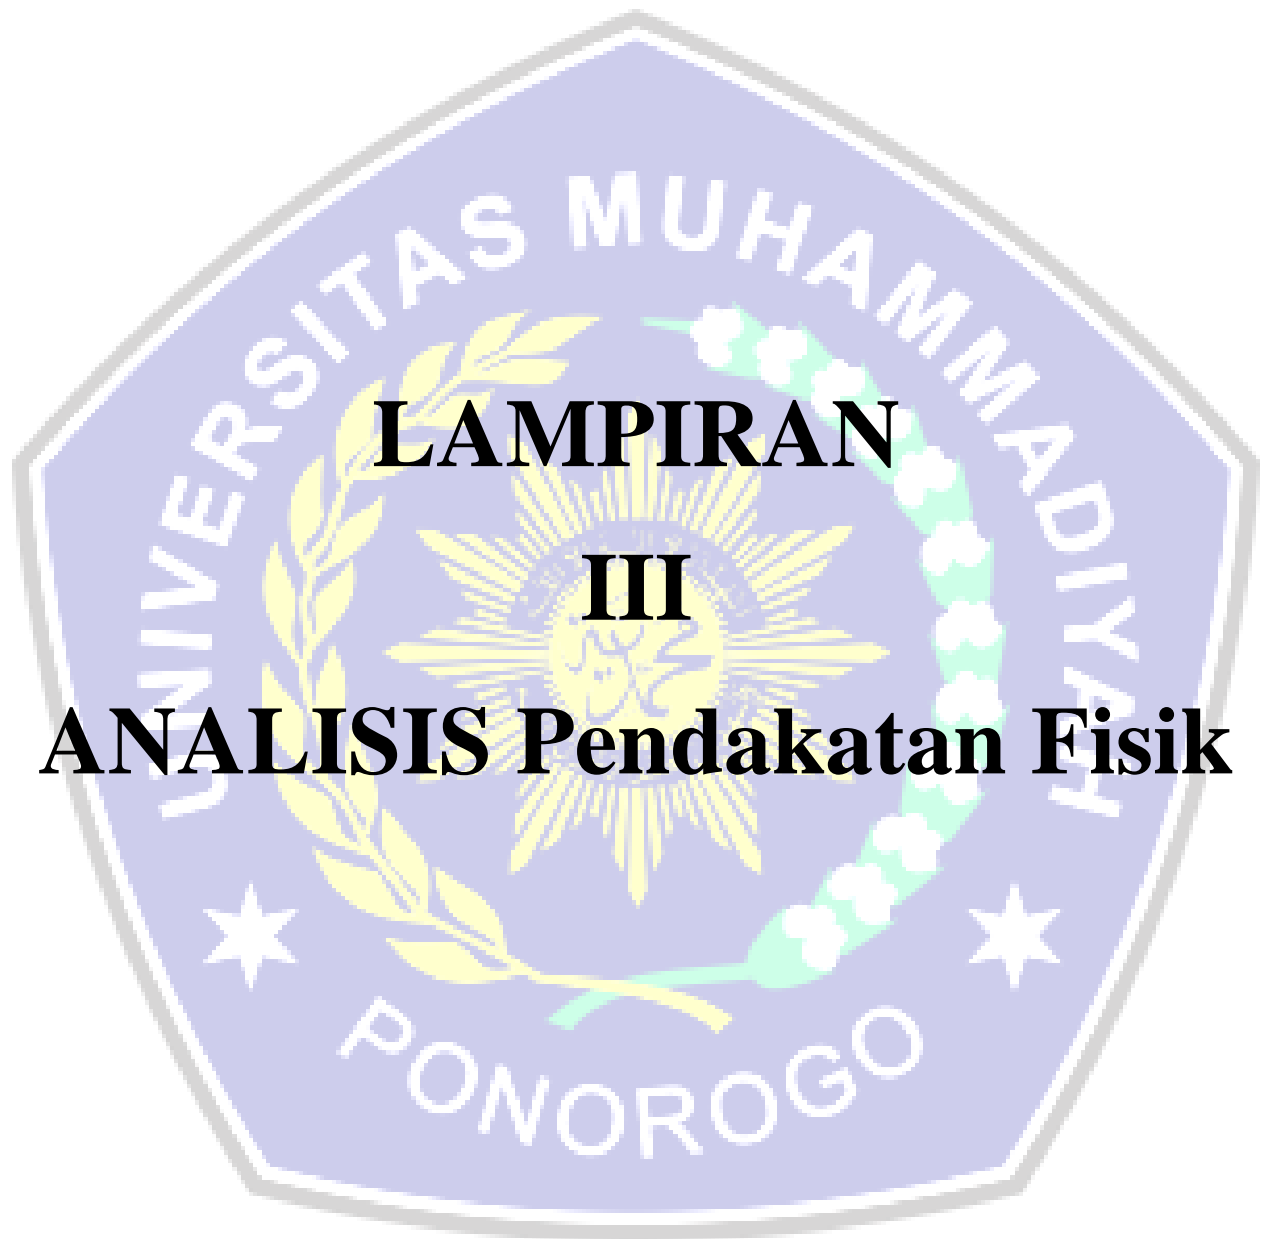 UNIVERSITAS MUHAMMADIYAH
LAMPIRAN
III
ANALISIS Pendakatan Fisik
PONOROGO